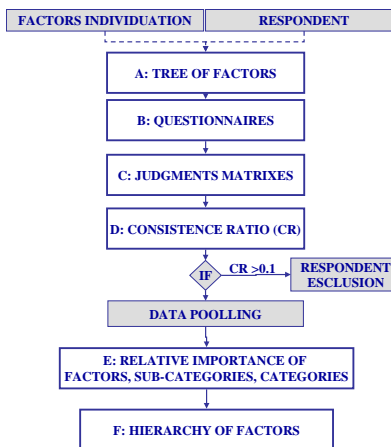 FACTORS INDIVIDUATION
RESPONDENT
A: TREE OF FACTORS
B: QUESTIONNAIRES
C: JUDGMENTS MATRIXES
D: CONSISTENCE RATIO (CR)
IF
CR >0.1
RESPONDENT
ESCLUSION
DATA POOLLING
E: RELATIVE IMPORTANCE OF
FACTORS, SUB-CATEGORIES, CATEGORIES
F: HIERARCHY OF FACTORS